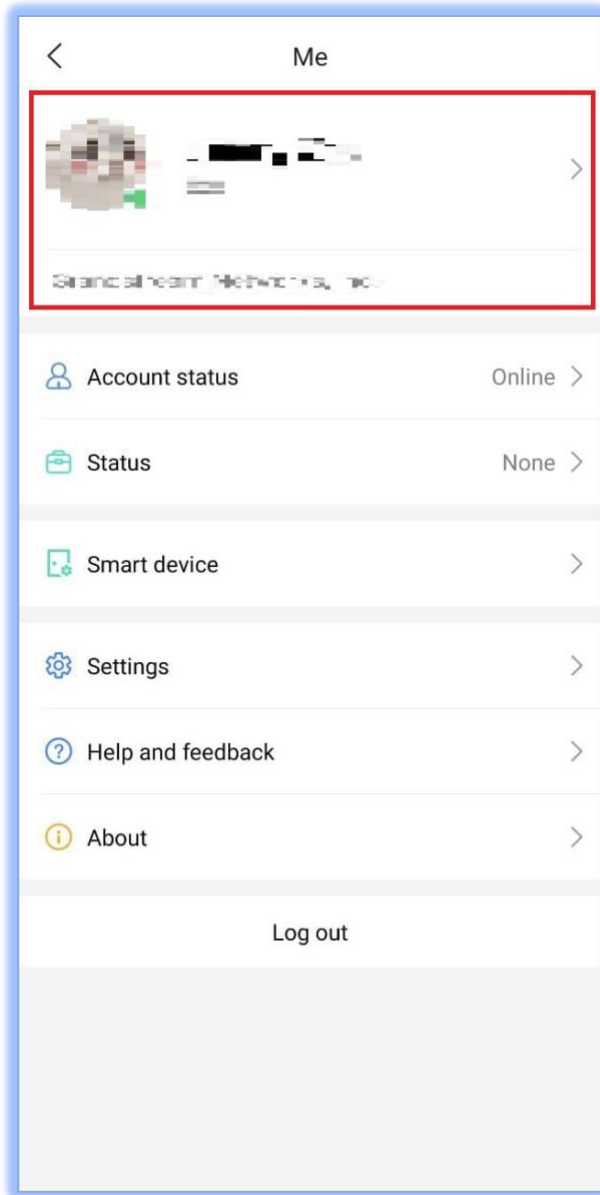 Me
Account status
Online
Status
None
Smart device
Settings
Help and feedback
About
Log out